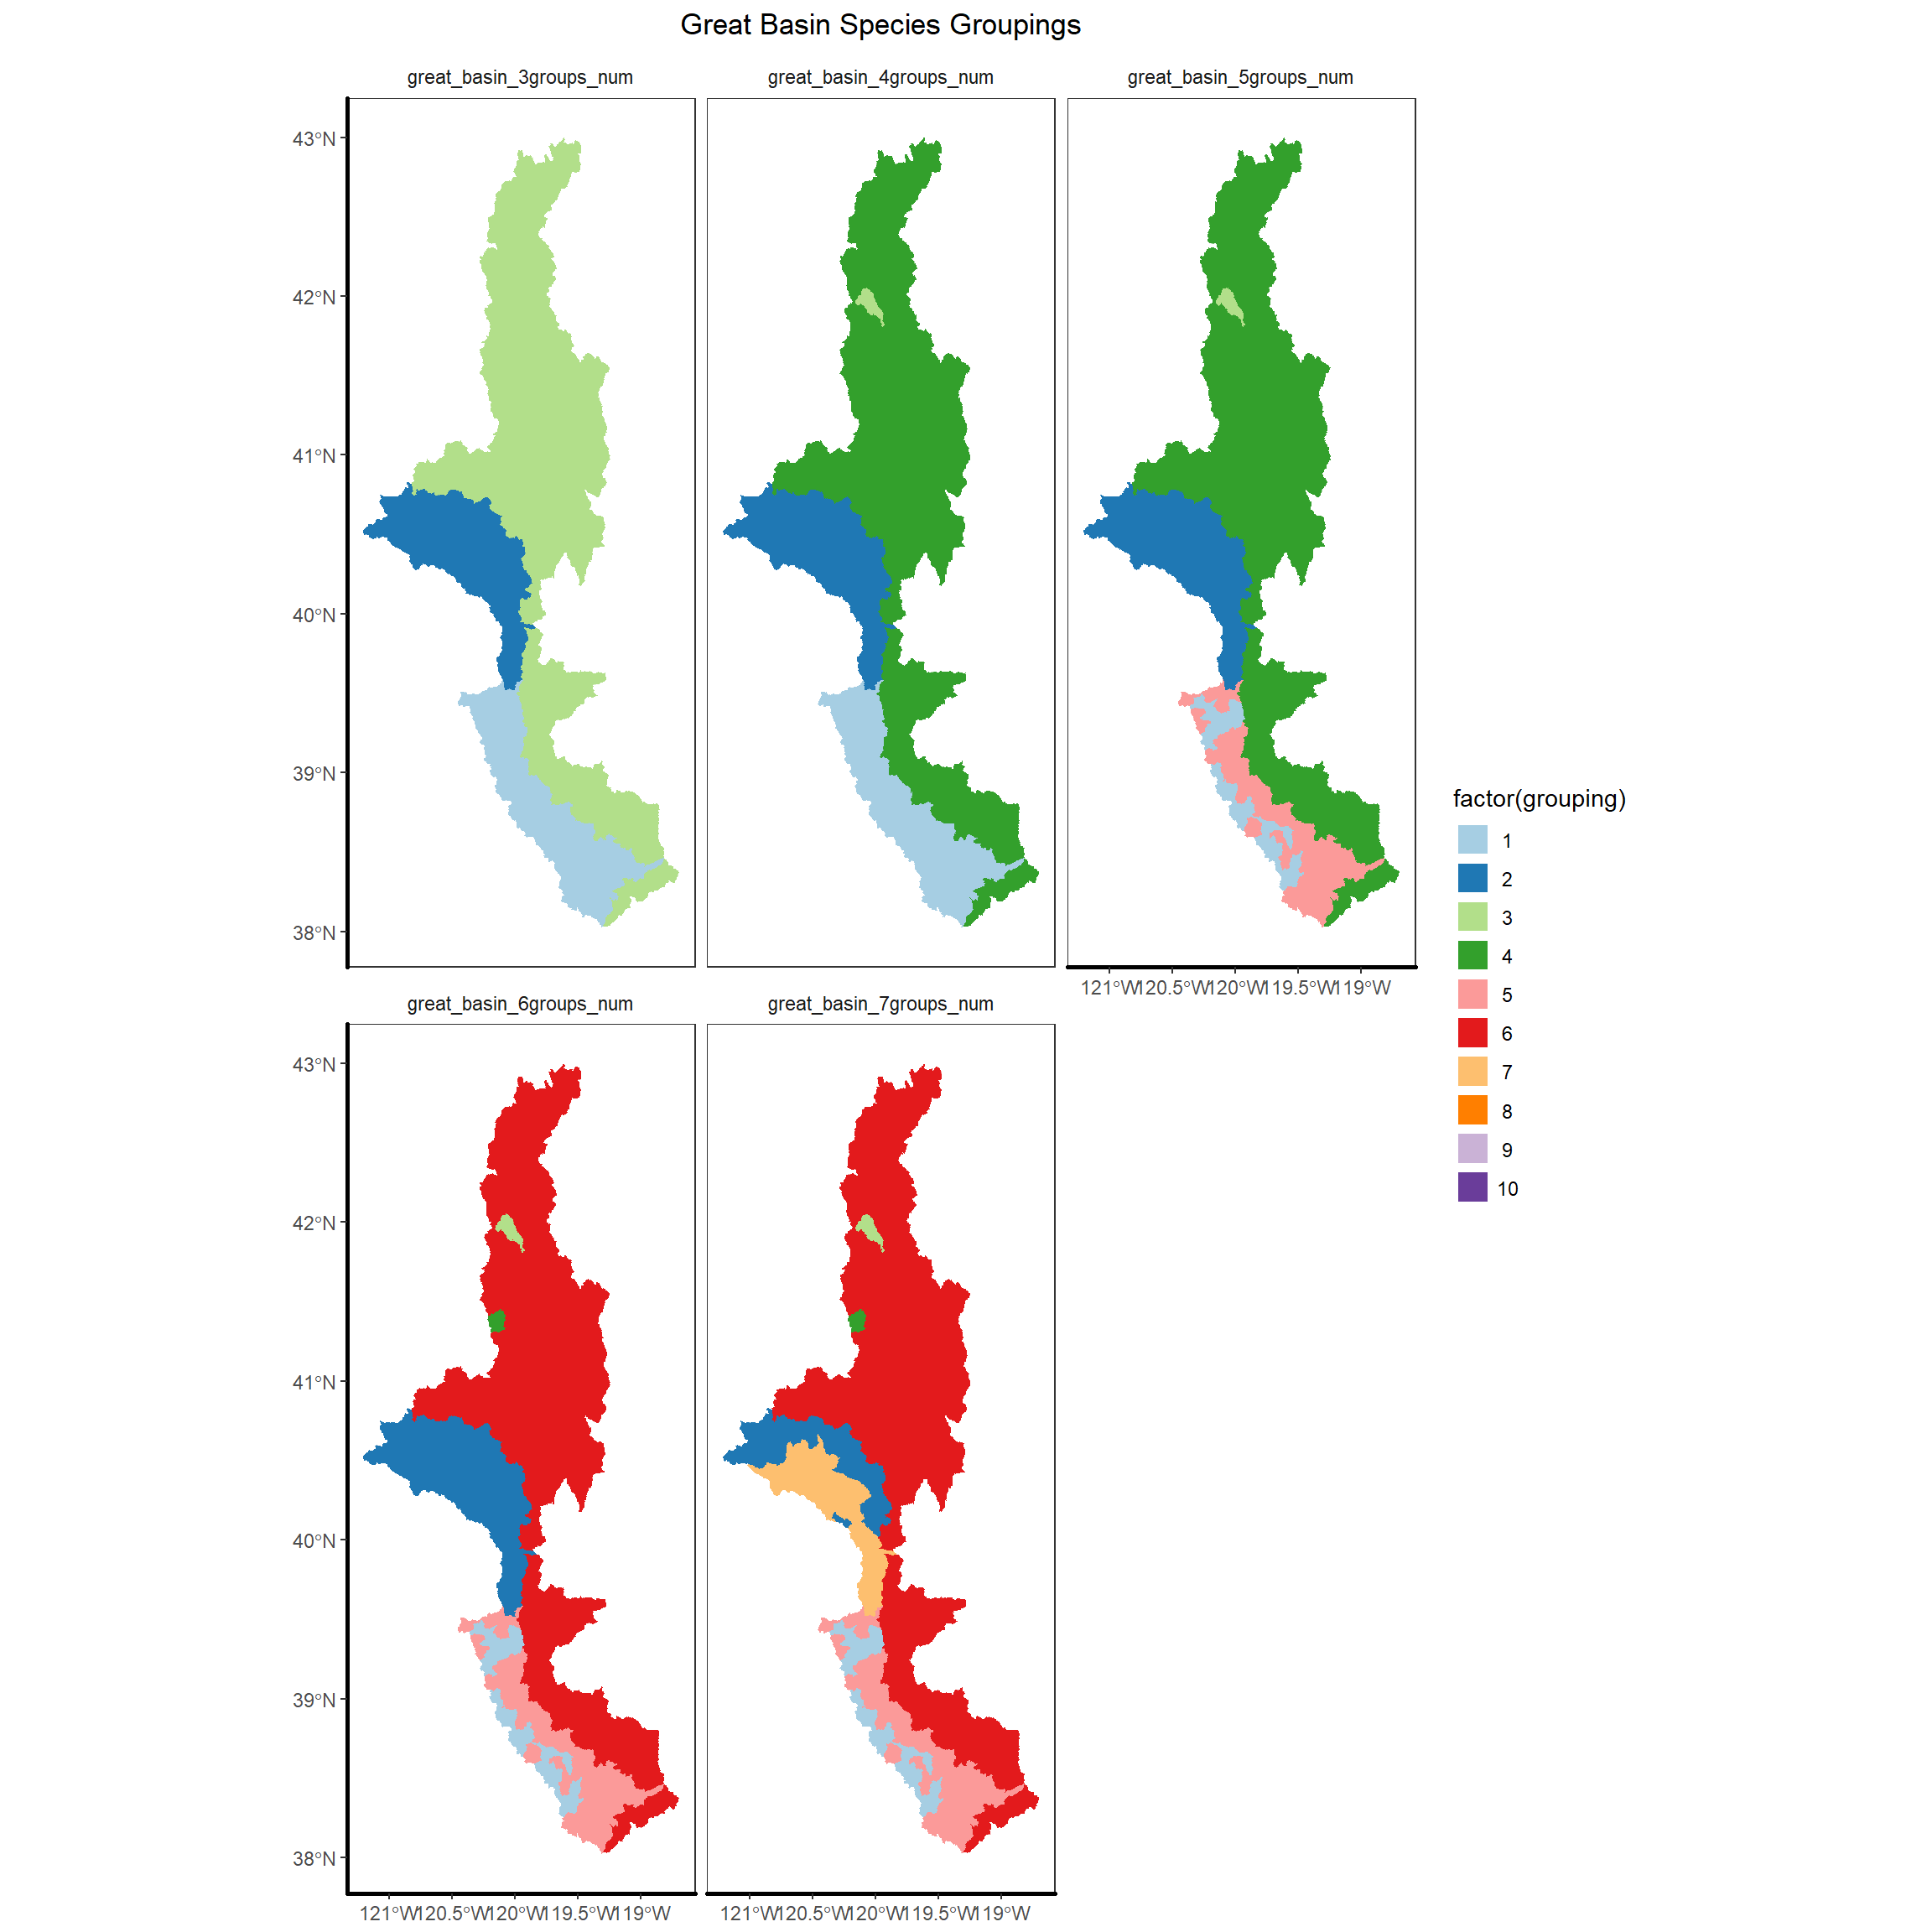 Great Basin Species Groupings
great_basin_3groups_num
great_basin_4groups_num
great_basin_5groups_num
43°N
42°N
41°N
40°N
39°N
38°N
121°W 120.5°W 120°W 119.5°W 119°W
factor(grouping)
1
2
3
4
5
6
7
8
9
10
great_basin_6groups_num
great_basin_7groups_num
43°N
42°N
41°N
40°N
39°N
38°N
121°W 120.5°W 120°W 119.5°W 119°W
121°W 120.5°W 120°W 119.5°W 119°W